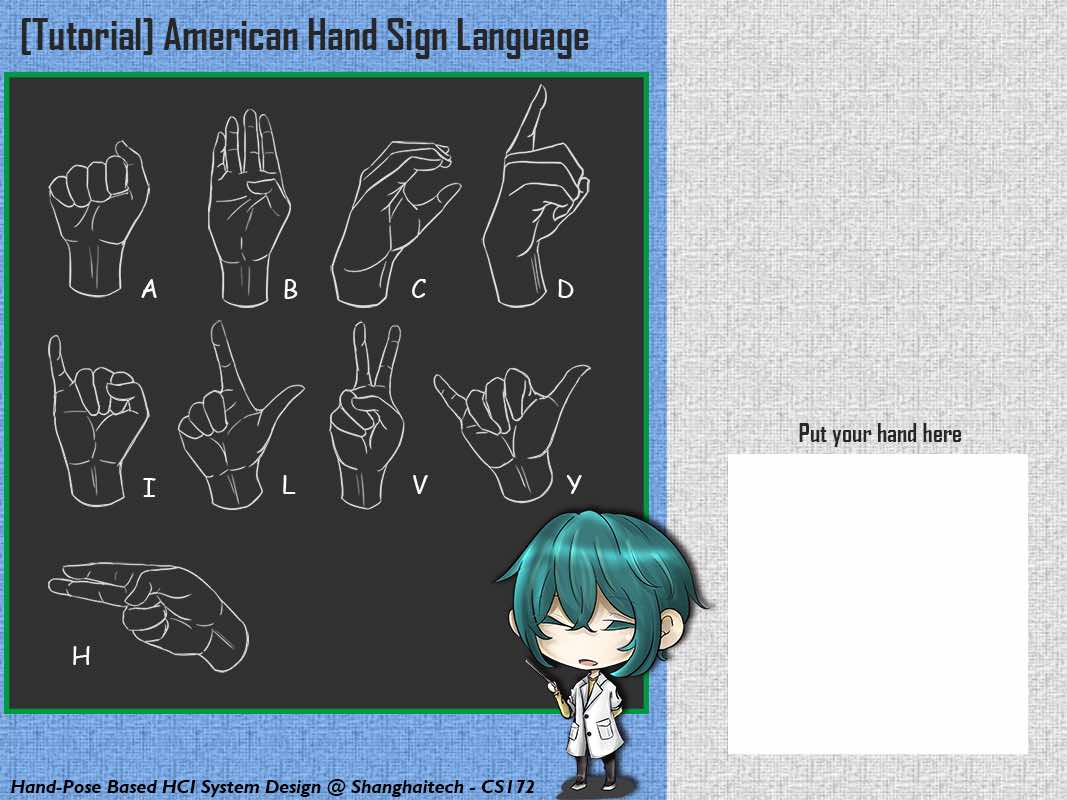 [Tutorial] American Hand Sign Language
A
B
C
D
I
L
V
Y
H
Put your hand here
Hand-Pose Based HCI System Design @ Shanghaitech - CS172